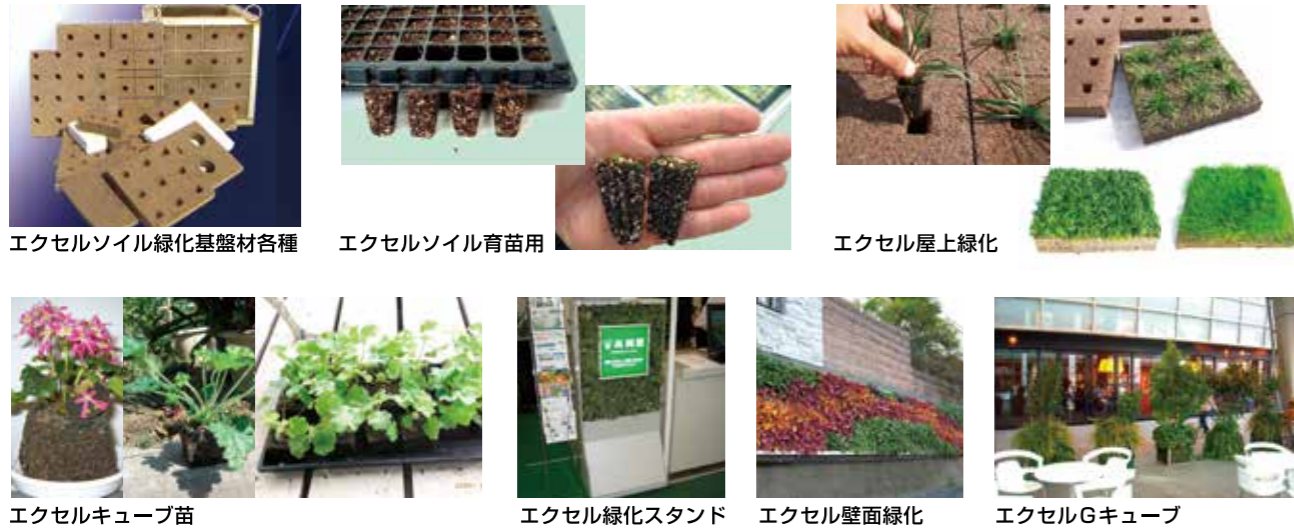 エクセルソイル緑化基盤材各種
エクセルソイル育苗用
エクセル屋上緑化
エクセルキューブ苗
エクセル緑化スタンド
エクセル壁面緑化
エクセルGキューブ